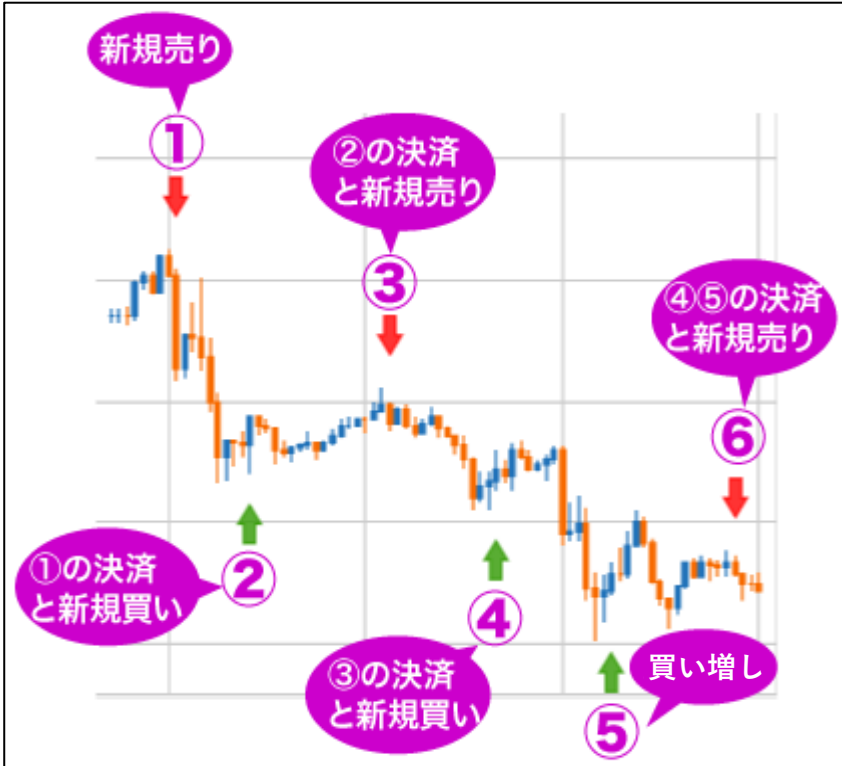 新規売り
①
②の決済
と新規売り
③
④⑤の決済
と新規売り
⑥
①の決済
と新規買い
②
④
③の決済
と新規買い
買い増し
⑤